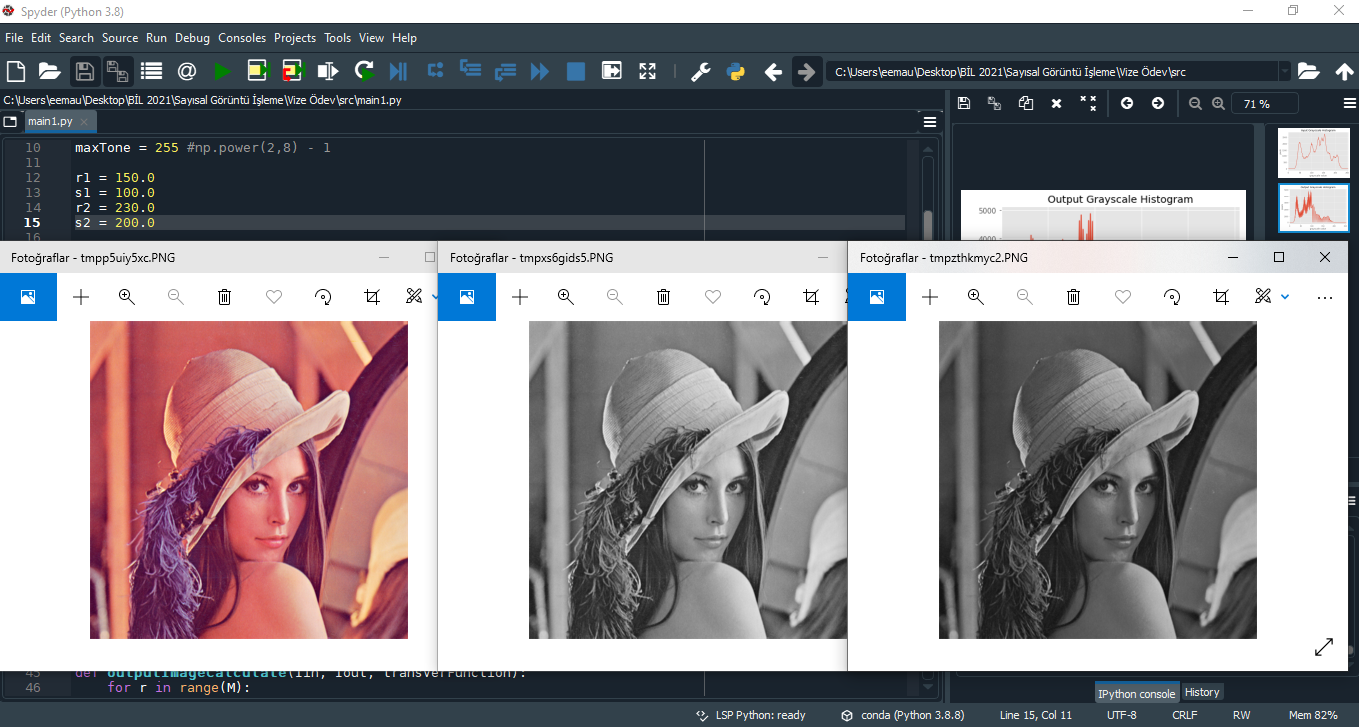 Spyder (Python 3.8)
File Edit Search Source Run Debug Consoles Projects Tools View Help
C:\Users\eemau\Desktop\BİL 2021\Sayısal Görüntü İşleme\Vize Ödev\src
C:\Users\eemau\Desktop\BİL 2021\Sayısal Görüntü İşleme\Vize Ödev\src\main1.py
main1.py
71 %
10 maxTone = 255 #np.power(2,8) - 1
11
12 r1 = 150.0
13 s1 = 100.0
14 r2 = 230.0
15 s2 = 200.0
16
Output Grayscale Histogram
5000
4000
Fotoğraflar - tmpp5uiy5xc.PNG
Fotoğraflar - tmpxs6gids5.PNG
Fotoğraflar - tmpzthkmyc2.PNG
45 def outputImageCalculate(Iin, Iout, transverFunction):
46 for r in range(M):
IPython console History
LSP Python: ready conda (Python 3.8.8) Line 15, Col 11 UTF-8 CRLF RW Mem 82%